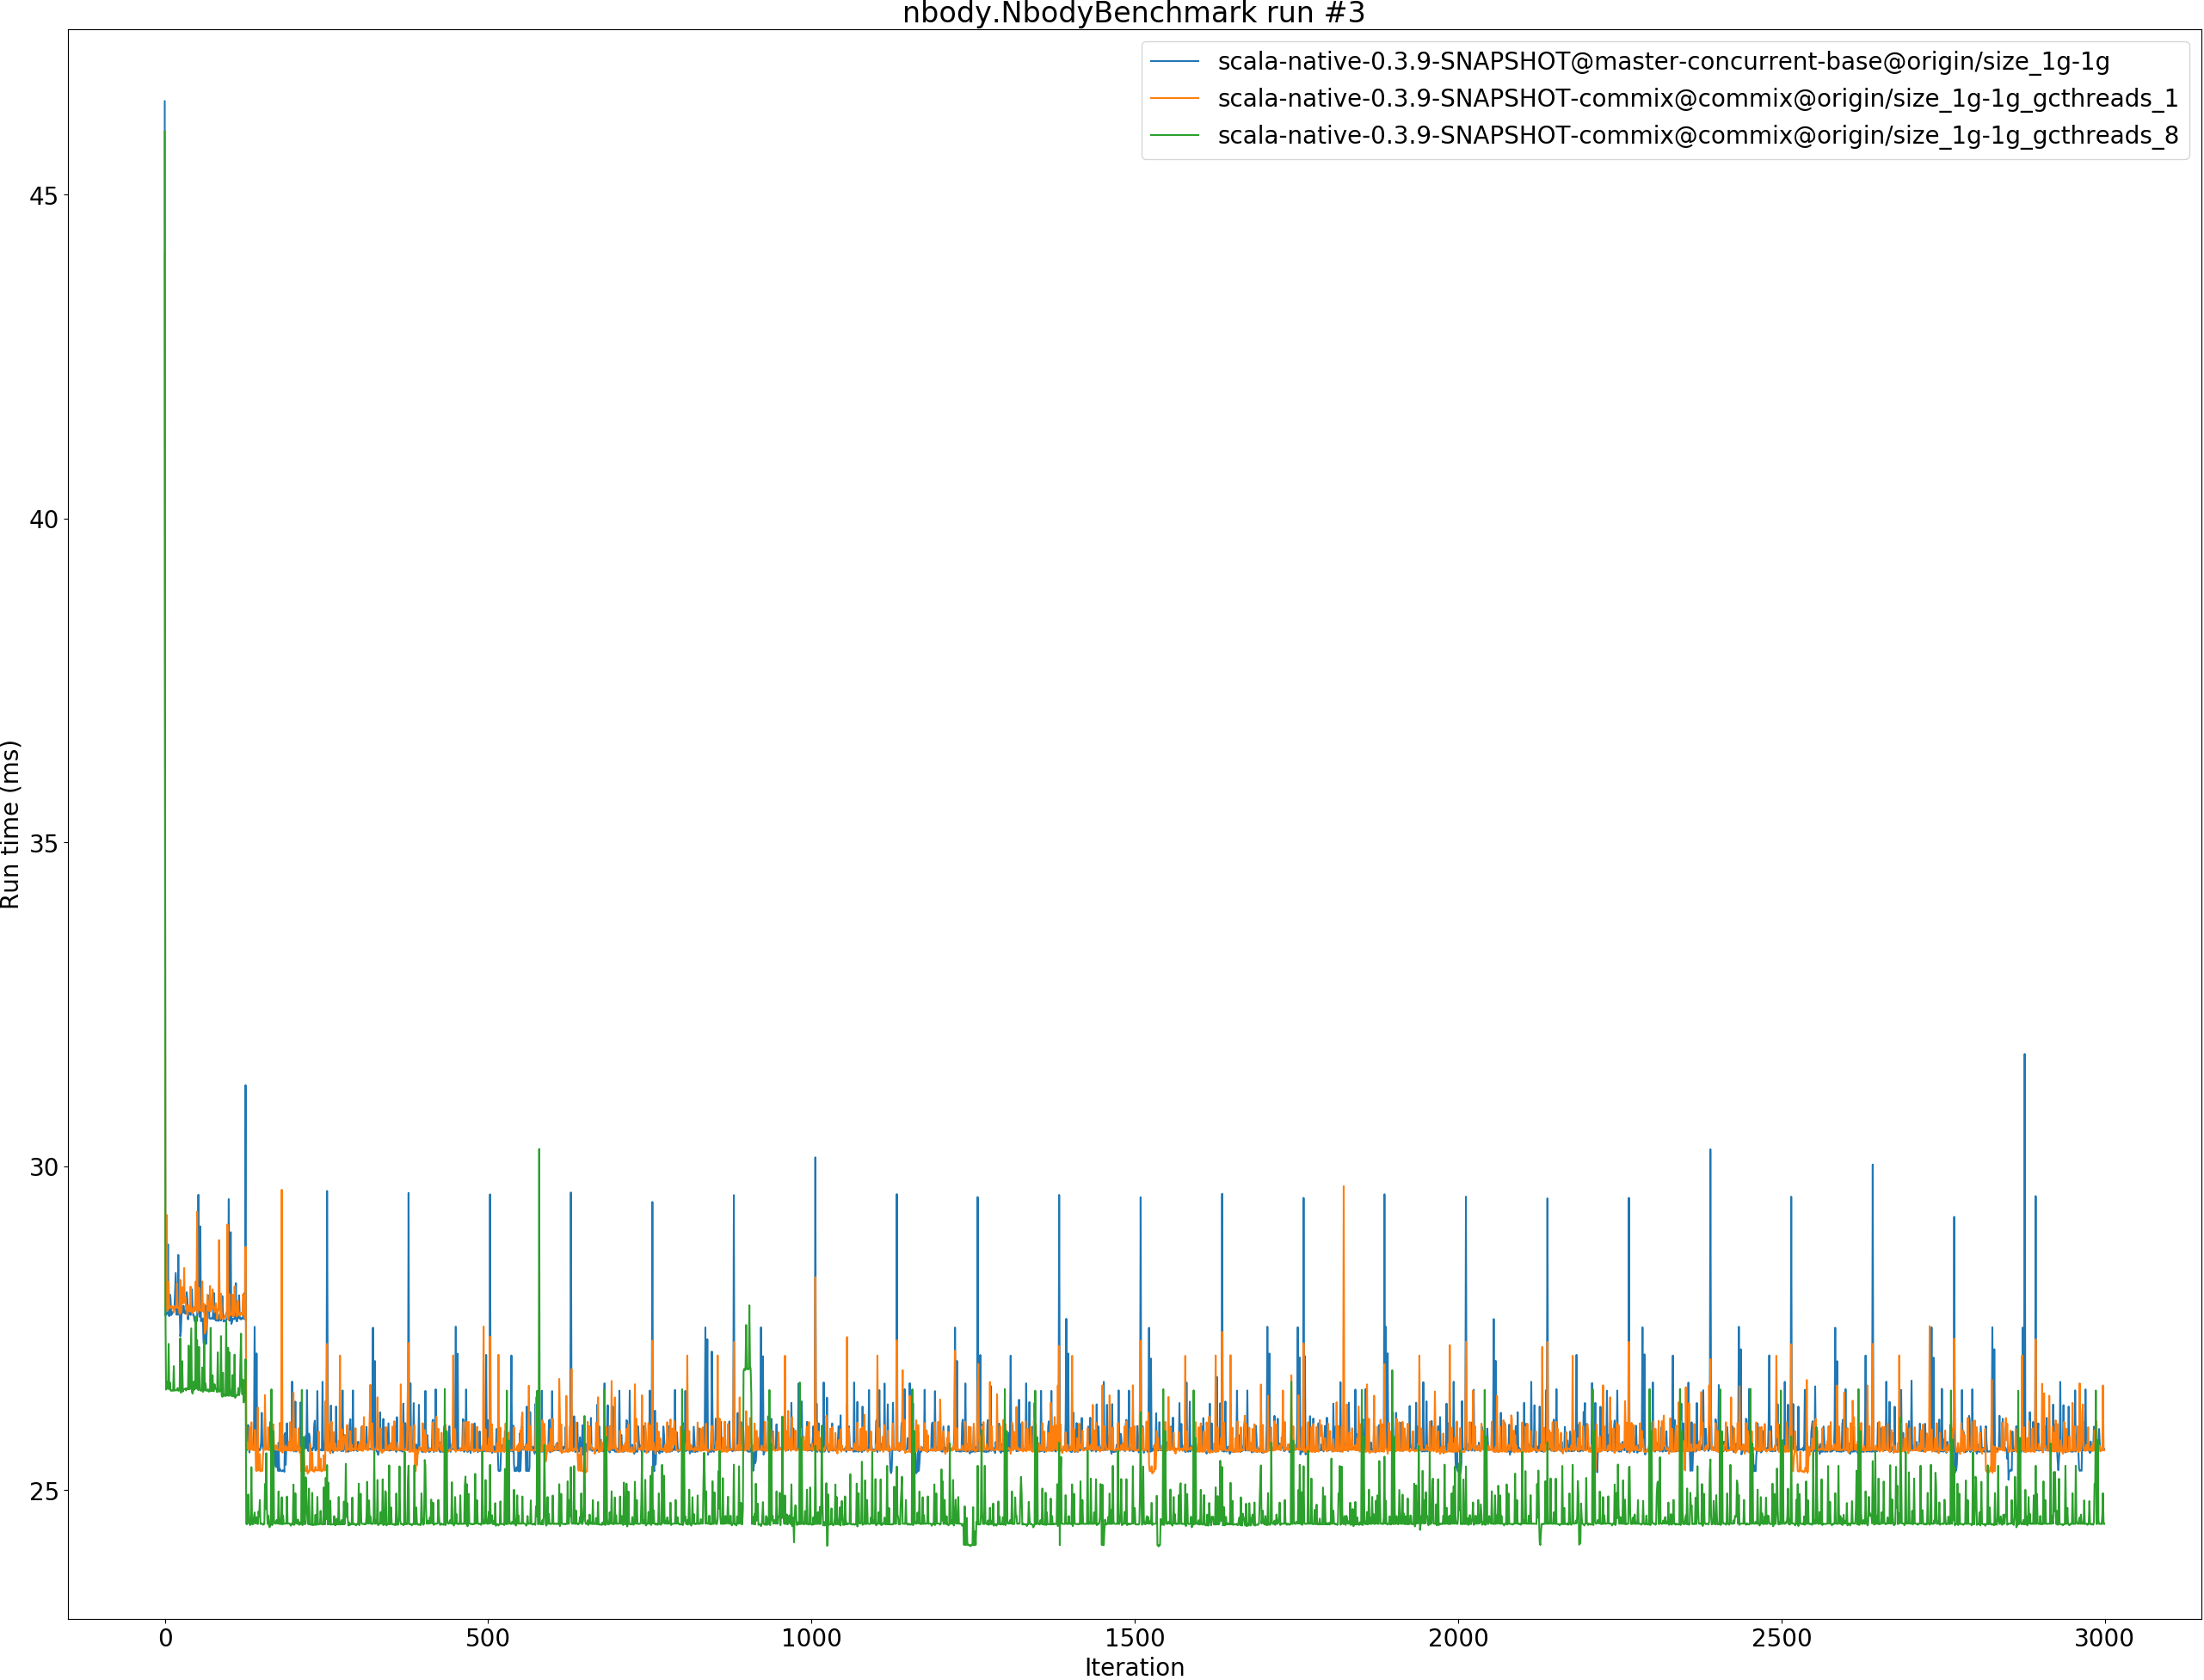 nbody.NbodyBenchmark run #3
scala-native-0.3.9-SNAPSHOT@master-concurrent-base@origin/size_1g-1g
scala-native-0.3.9-SNAPSHOT-commix@commix@origin/size_1g-1g_gcthreads_1
scala-native-0.3.9-SNAPSHOT-commix@commix@origin/size_1g-1g_gcthreads_8
45
40
35
30
25
Run time (ms)
0 500 1000 1500 2000 2500 3000
Iteration